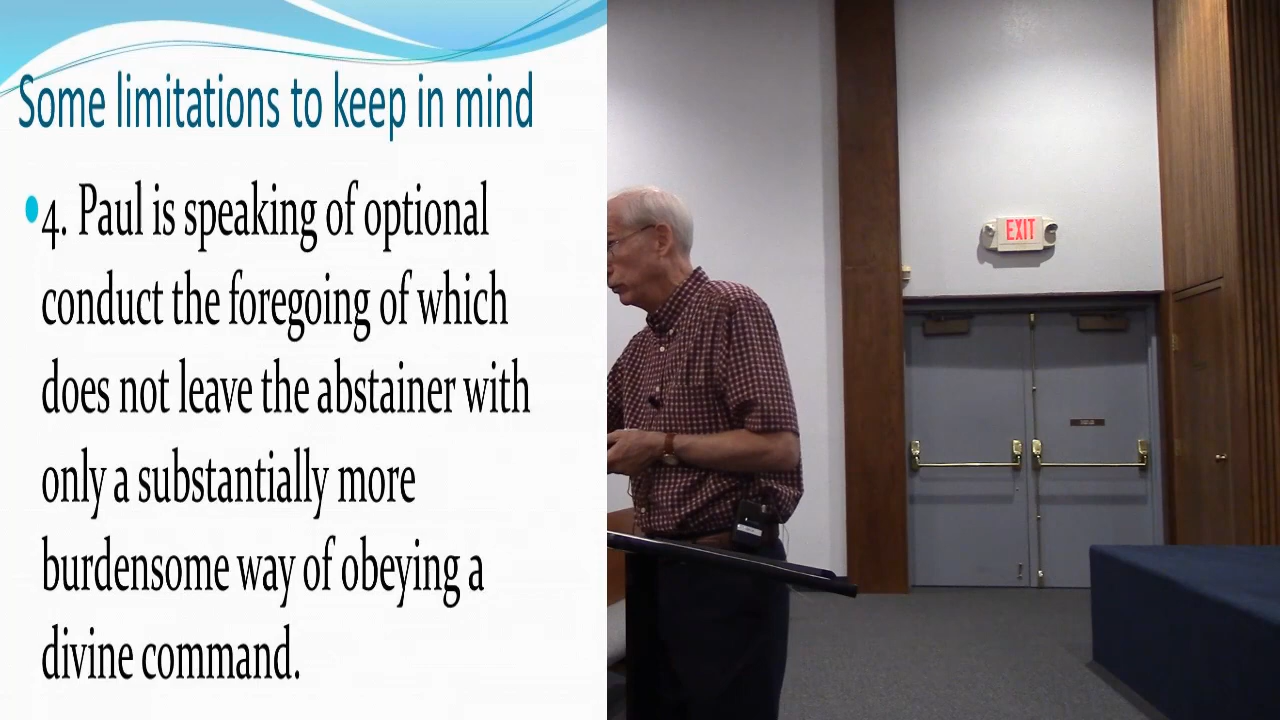 Some limitations to keep in mind
•4. Paul is speaking of optional
conduct the foregoing of which
does not leave the abstainer with
only a substantially more
burdensome way of obeying a
divine command.
EXIT